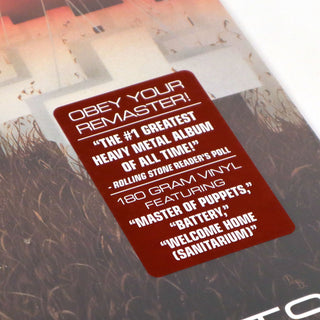 OBEY YOUR
REMASTER!
“THE #1 GREATEST
HEAVY METAL ALBUM
OF ALL TIME!”
- ROLLING STONE READER'S POLL
180 GRAM VINYL
FEATURING
“MASTER OF PUPPETS,”
“BATTERY,”
“WELCOME HOME
(SANITARIUM)”